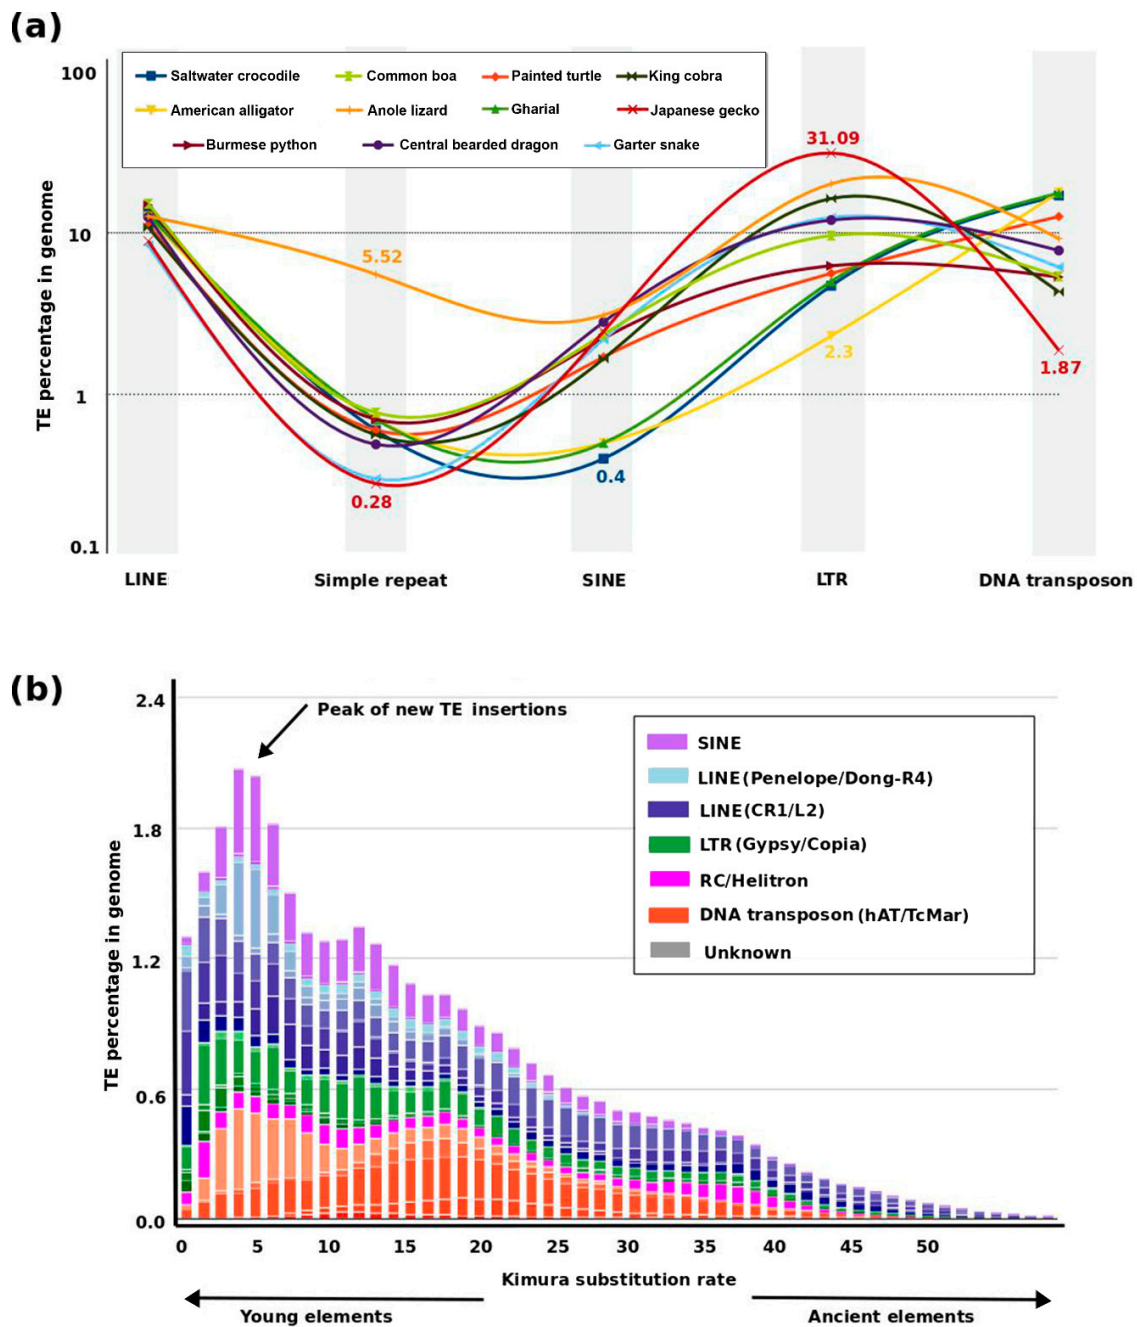 (a)
100
Saltwater crocodile Common boa Painted turtle King cobra
American alligator Anole lizard Gharial Japanese gecko
Burmese python Central bearded dragon Garter snake
31.09
TE percentage in genome
10
5.52
2.3
1.87
1
0.4
0.28
0.1
LINE Simple repeat SINE LTR DNA transposon
(b)
2.4
Peak of new TE insertions
SINE
LINE(Penelope/Dong-R4)
LINE(CR1/L2)
LTR(Gypsy/Copia)
RC/Helitron
DNA transposon(hAT/TcMar)
Unknown
1.8
TE percentage in genome
1.2
0.6
0.0
0 5 10 15 20 25 30 35 40 45 50
Kimura substitution rate
Young elements Ancient elements